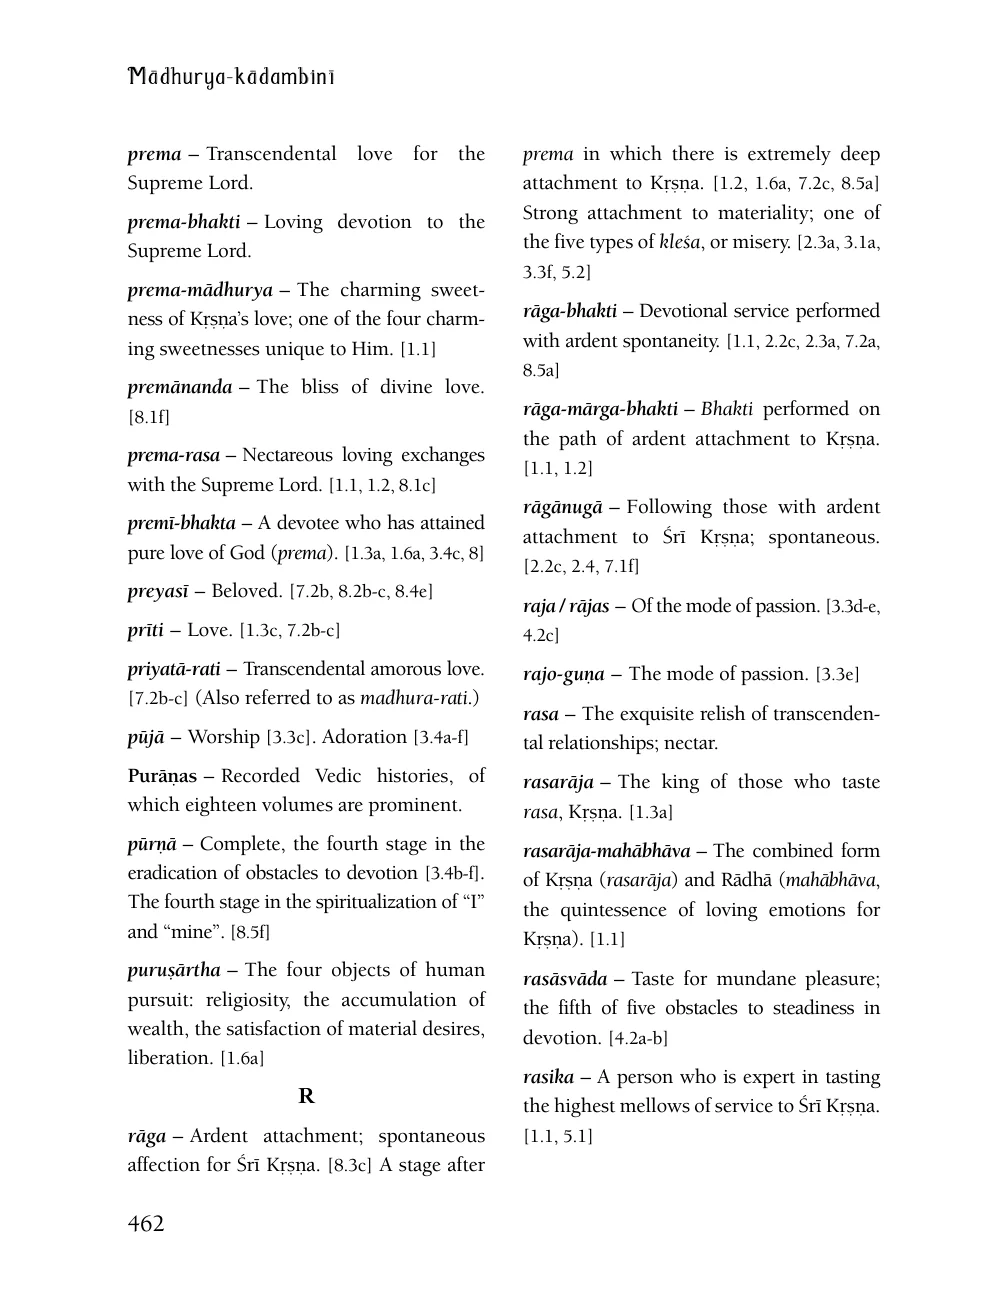 Mādhurya-kādambinī
prema – Transcendental love for the
Supreme Lord.
prema-bhakti – Loving devotion to the
Supreme Lord.
prema-mādhurya – The charming sweet-
ness of Kṛṣṇa’s love; one of the four charm-
ing sweetnesses unique to Him. [1.1]
premānanda – The bliss of divine love.
[8.1f]
prema-rasa – Nectareous loving exchanges
with the Supreme Lord. [1.1, 1.2, 8.1c]
premī-bhakta – A devotee who has attained
pure love of God (prema). [1.3a, 1.6a, 3.4c, 8]
preyasī – Beloved. [7.2b, 8.2b-c, 8.4e]
prīti – Love. [1.3c, 7.2b-c]
priyatā-rati – Transcendental amorous love.
[7.2b-c] (Also referred to as madhura-rati.)
pūjā – Worship [3.3c]. Adoration [3.4a-f]
Purāṇas – Recorded Vedic histories, of
which eighteen volumes are prominent.
pūrṇā – Complete, the fourth stage in the
eradication of obstacles to devotion [3.4b-f].
The fourth stage in the spiritualization of “I”
and “mine”. [8.5f]
puruṣārtha – The four objects of human
pursuit: religiosity, the accumulation of
wealth, the satisfaction of material desires,
liberation. [1.6a]
R
rāga – Ardent attachment; spontaneous
affection for Śrī Kṛṣṇa. [8.3c] A stage after
prema in which there is extremely deep
attachment to Kṛṣṇa. [1.2, 1.6a, 7.2c, 8.5a]
Strong attachment to materiality; one of
the five types of kleśa, or misery. [2.3a, 3.1a,
3.3f, 5.2]
rāga-bhakti – Devotional service performed
with ardent spontaneity. [1.1, 2.2c, 2.3a, 7.2a,
8.5a]
rāga-mārga-bhakti – Bhakti performed on
the path of ardent attachment to Kṛṣṇa.
[1.1, 1.2]
rāgānugā – Following those with ardent
attachment to Śrī Kṛṣṇa; spontaneous.
[2.2c, 2.4, 7.1f]
raja / rājas – Of the mode of passion. [3.3d-e,
4.2c]
rajo-guṇa – The mode of passion. [3.3e]
rasa – The exquisite relish of transcenden-
tal relationships; nectar.
rasarāja – The king of those who taste
rasa, Kṛṣṇa. [1.3a]
rasarāja-mahābhāva – The combined form
of Kṛṣṇa (rasarāja) and Rādhā (mahābhāva,
the quintessence of loving emotions for
Kṛṣṇa). [1.1]
rasāsvāda – Taste for mundane pleasure;
the fifth of five obstacles to steadiness in
devotion. [4.2a-b]
rasika – A person who is expert in tasting
the highest mellows of service to Śrī Kṛṣṇa.
[1.1, 5.1]
462